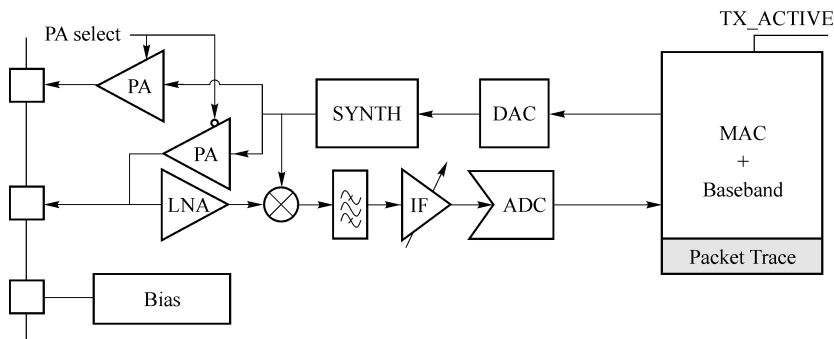 TX_ACTIVE
PA select
PA
SYNTH
DAC
MAC
+
Baseband
PA
LNA
IF
ADC
Packet Trace
Bias